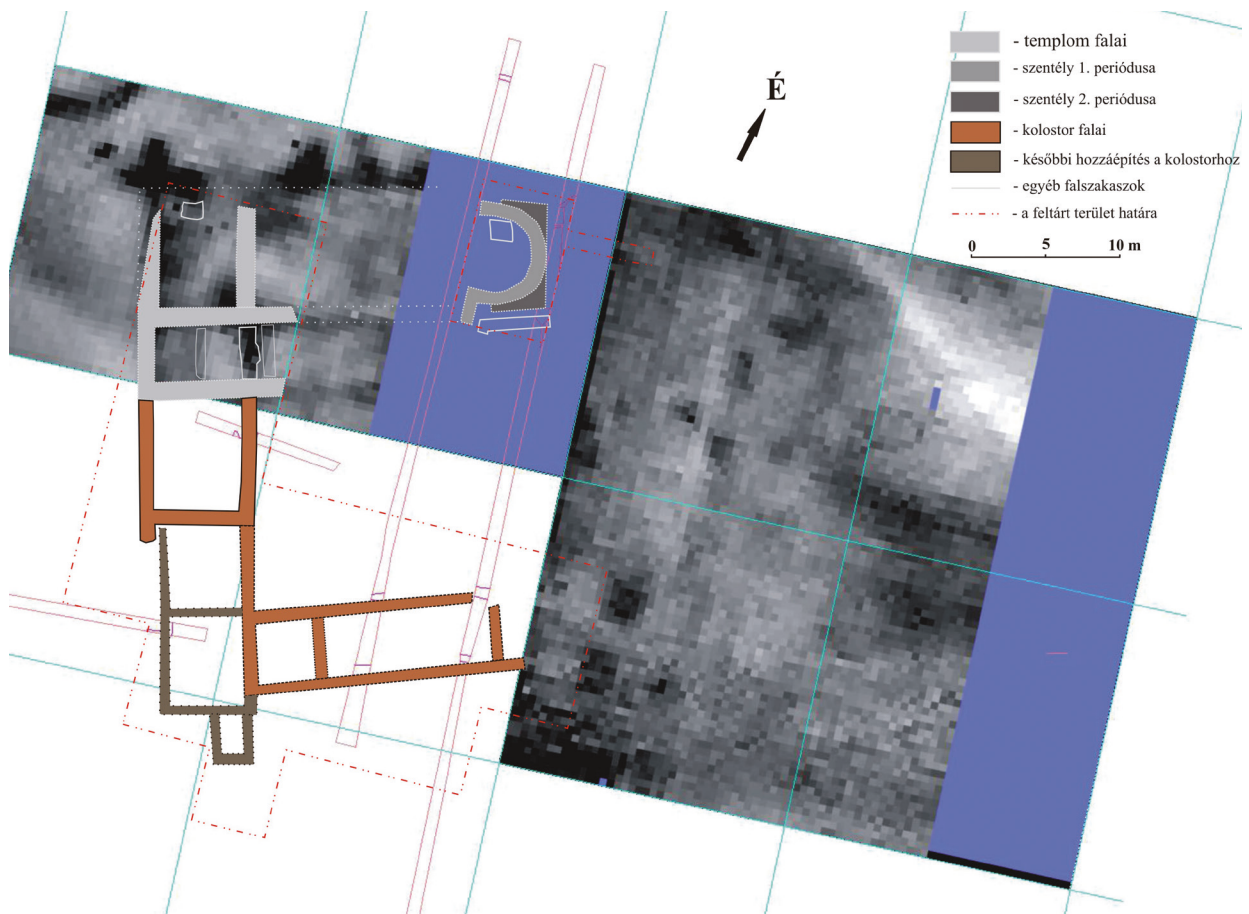 - templom falai
- szentély 1. periódusa
- szentély 2. periódusa
- kolostor falai
- későbbi hozzáépítés a kolostorhoz
- egyéb falszakaszok
- a feltárt terület határa
0 5 10 m
É